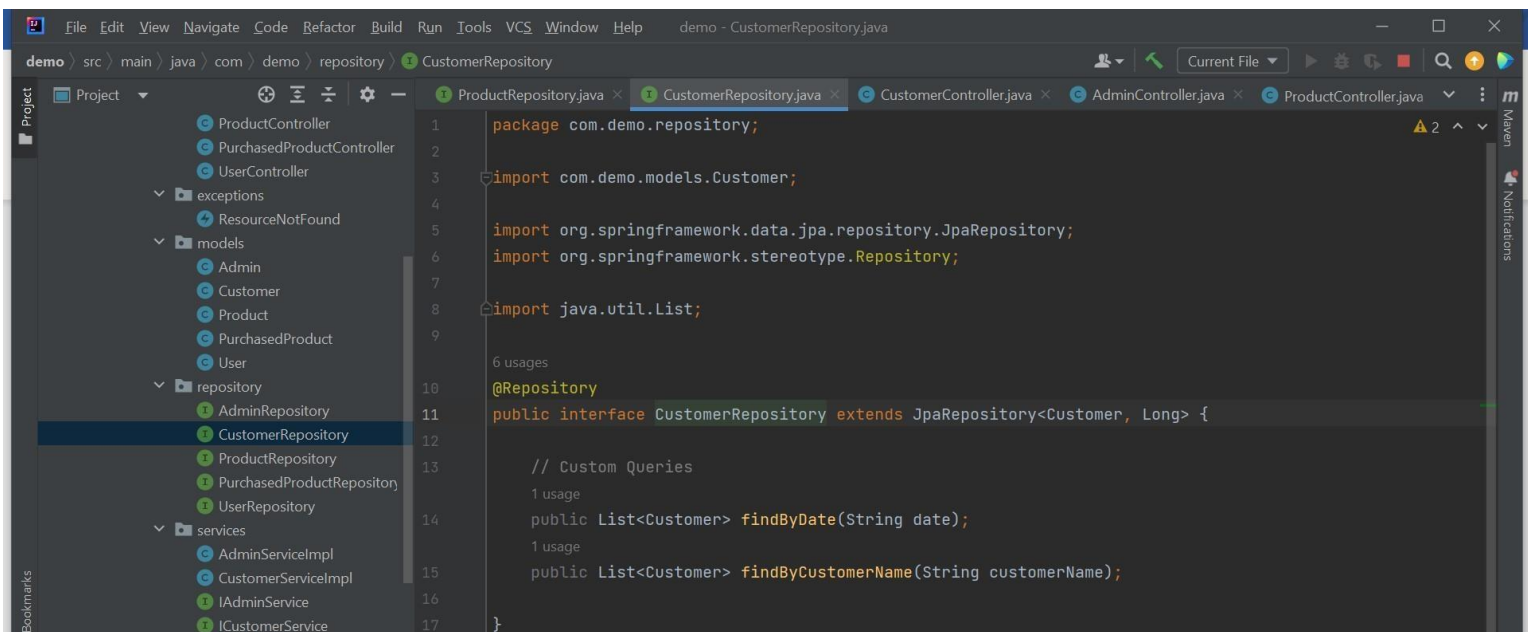 File Edit View Navigate Code Refactor Build Run Tools VCS Window Help demo - CustomerRepository.java
demo src main java com demo repository CustomerRepository Current File
Project
Project
ProductRepository.java CustomerRepository.java CustomerController.java AdminController.java ProductController.java
m Maven
Notifications
Bookmarks
ProductController
PurchasedProductController
UserController
exceptions
ResourceNotFound
models
Admin
Customer
Product
PurchasedProduct
User
repository
AdminRepository
CustomerRepository
ProductRepository
PurchasedProductRepository
UserRepository
services
AdminServiceImpl
CustomerServiceImpl
IAdminService
ICustomerService
2
1 package com.demo.repository;
2
3 import com.demo.models.Customer;
4
5 import org.springframework.data.jpa.repository.JpaRepository;
6 import org.springframework.stereotype.Repository;
7
8 import java.util.List;
9
6 usages
10 @Repository
11 public interface CustomerRepository extends JpaRepository<Customer, Long> {
12
13 // Custom Queries
1 usage
14 public List<Customer> findByDate(String date);
1 usage
15 public List<Customer> findByCustomerName(String customerName);
16
17 }